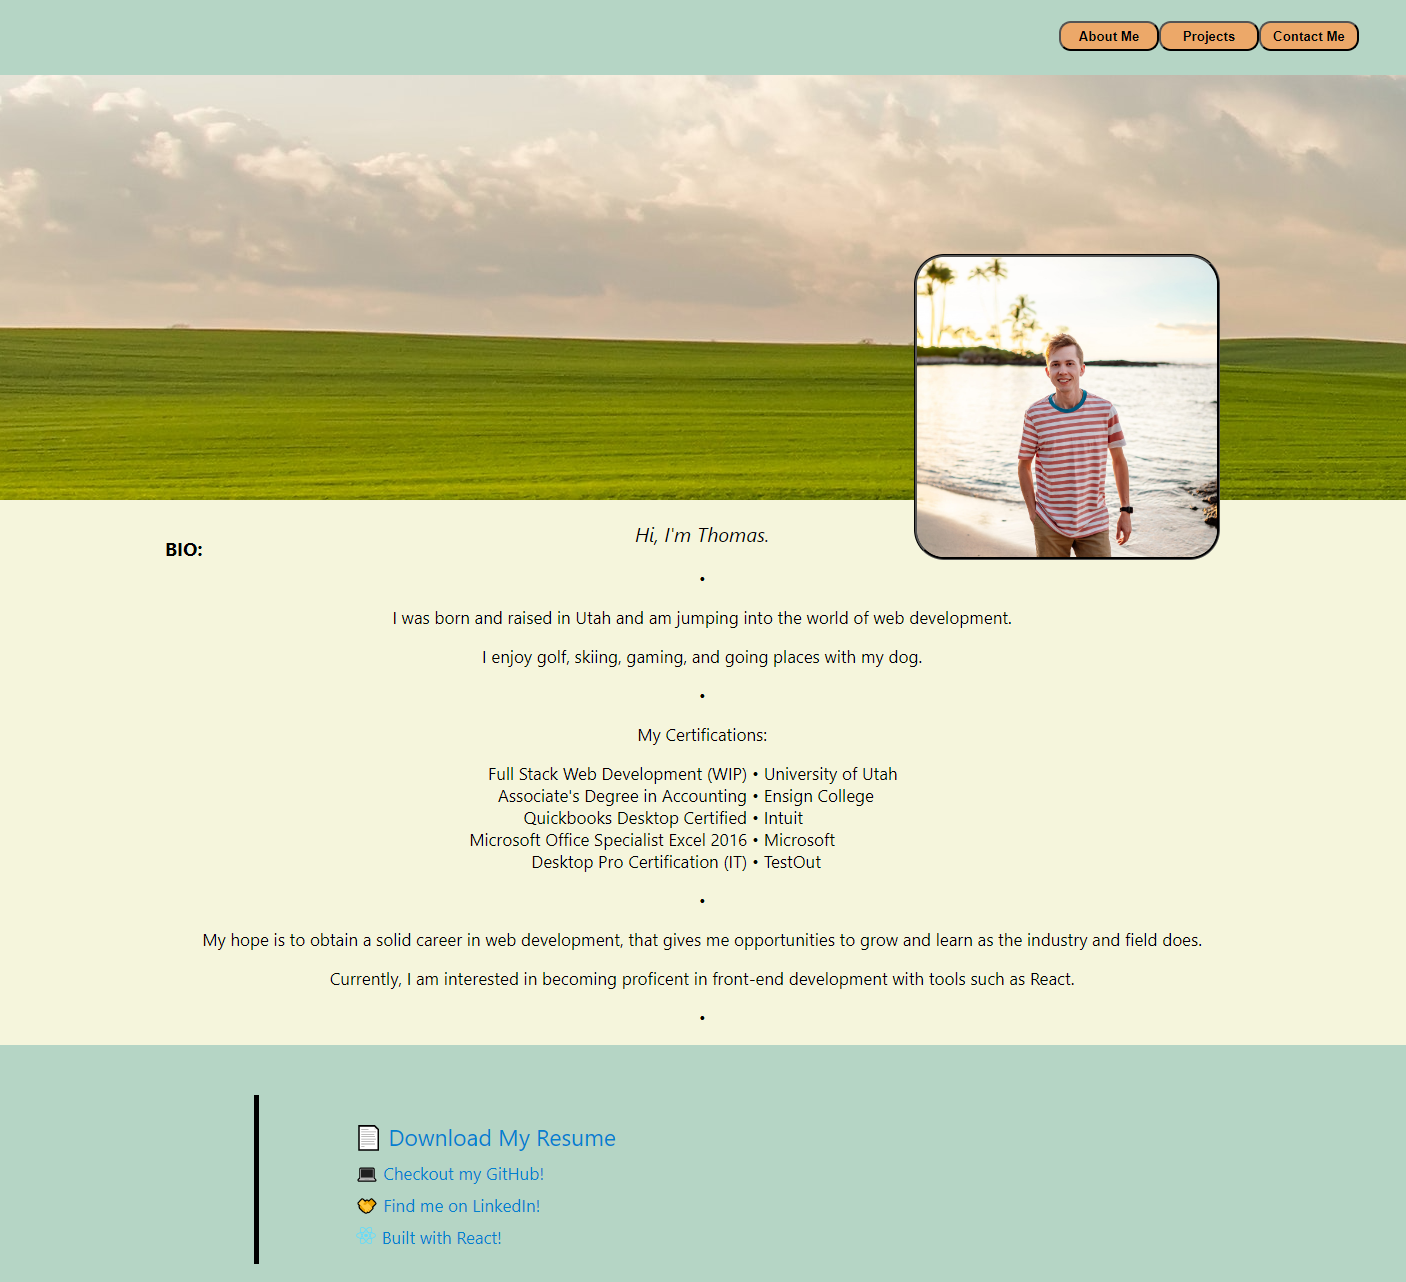 About Me Projects Contact Me
Hi, I'm Thomas.
BIO:
•
I was born and raised in Utah and am jumping into the world of web development.
I enjoy golf, skiing, gaming, and going places with my dog.
•
My Certifications:
Full Stack Web Development (WIP) • University of Utah
Associate's Degree in Accounting • Ensign College
Quickbooks Desktop Certified • Intuit
Microsoft Office Specialist Excel 2016 • Microsoft
Desktop Pro Certification (IT) • TestOut
•
My hope is to obtain a solid career in web development, that gives me opportunities to grow and learn as the industry and field does.
Currently, I am interested in becoming proficent in front-end development with tools such as React.
•
Download My Resume
Checkout my GitHub!
Find me on LinkedIn!
Built with React!